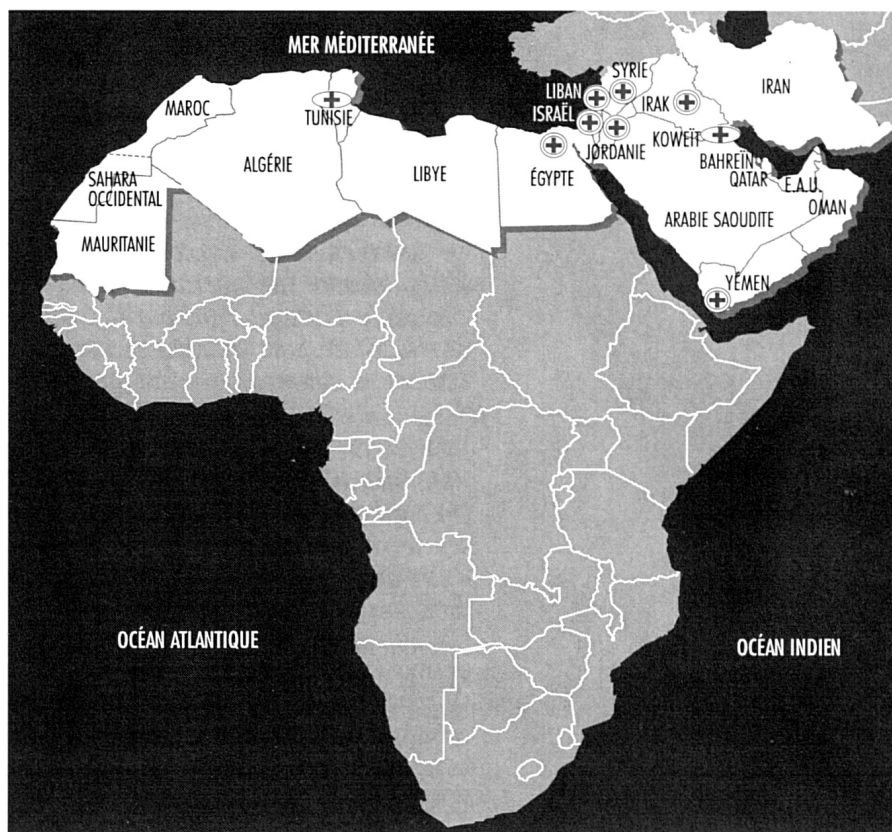 MER MÉDITERRANÉE
SYRIE
LIBAN
IRAN
MAROC
IRAK
ISRAËL
TUNISIE
KOWEÏT
JORDANIE
ALGÉRIE
BAHREÏN
LIBYE
ÉGYPTE
QATAR
SAHARA
OCCIDENTAL
E.A.U.
OMAN
ARABIE SAOUDITE
MAURITANIE
YÉMEN
OCÉAN ATLANTIQUE
OCÉAN INDIEN